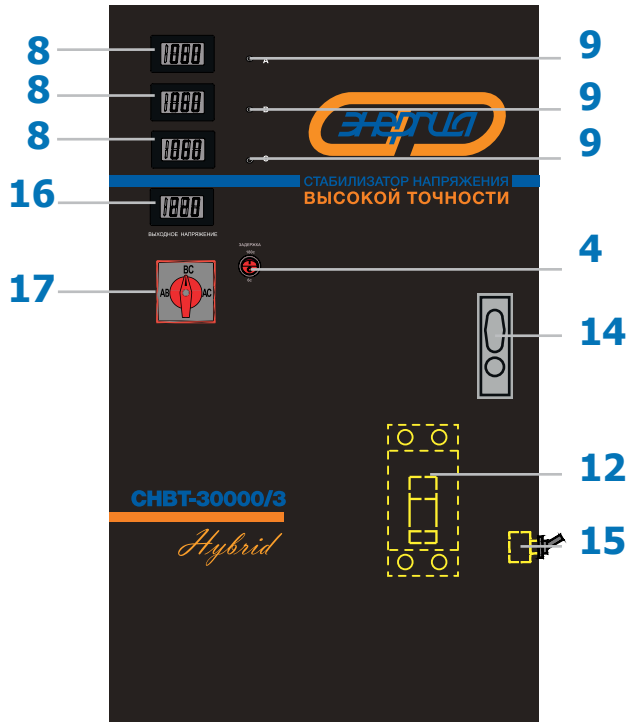 8
8
8
16
17
9
9
9
4
14
12
15
A
B
C
Энергия
СТАБИЛИЗАТОР НАПРЯЖЕНИЯ
ВЫСОКОЙ ТОЧНОСТИ
ВЫХОДНОЕ НАПРЯЖЕНИЕ
ЗАДЕРЖКА
BC
AB
AC
СНВТ-30000/3
Hybrid